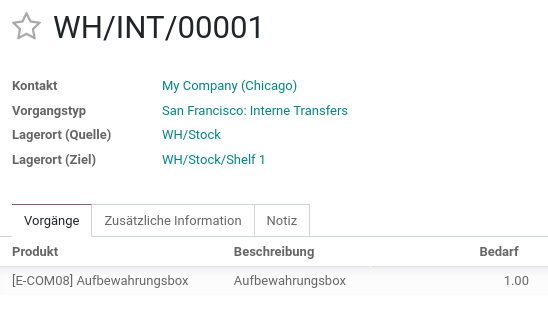 WH/INT/00001
Kontakt My Company (Chicago)
Vorgangstyp San Francisco: Interne Transfers
Lagerort (Quelle) WH/Stock
Lagerort (Ziel) WH/Stock/Shelf 1
Vorgänge Zusätzliche Information Notiz
Produkt Beschreibung Bedarf
[E-COM08] Aufbewahrungsbox Aufbewahrungsbox 1.00